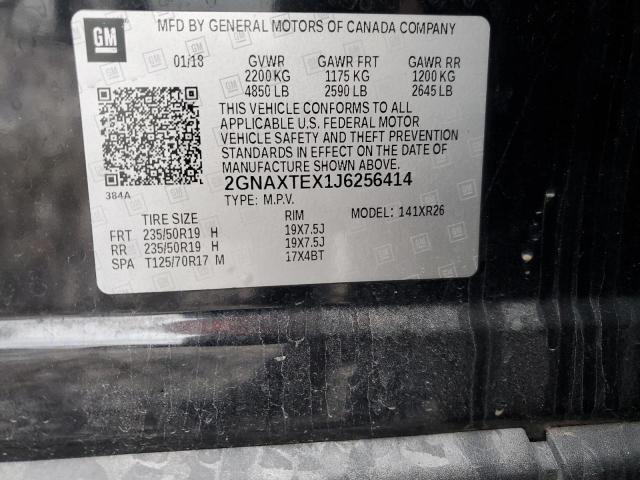 GM
MFD BY GENERAL MOTORS OF CANADA COMPANY
01/18 GVWR GAWR FRT GAWR RR
2200 KG 1175 KG 1200 KG
4850 LB 2590 LB 2645 LB
THIS VEHICLE CONFORMS TO ALL
APPLICABLE U.S. FEDERAL MOTOR
VEHICLE SAFETY AND THEFT PREVENTION
STANDARDS IN EFFECT ON THE DATE OF
MANUFACTURE SHOWN ABOVE.
384A
2GNAXTEX1J6256414
TYPE: M.P.V. MODEL: 141XR26
TIRE SIZE RIM
FRT 235/50R19 H 19X7.5J
RR 235/50R19 H 19X7.5J
SPA T125/70R17 M 17X4BT